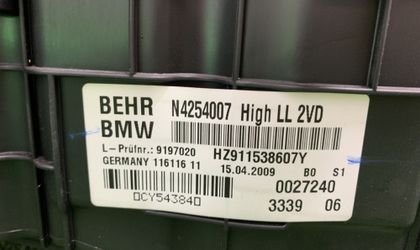 BEHR N4254007 High LL 2VD
BMW
L-Prüfnr.: 9197020 HZ911538607Y
GERMANY 116116 11 15.04.2009 B0 S1
0027240
0CY54384D 3339 06